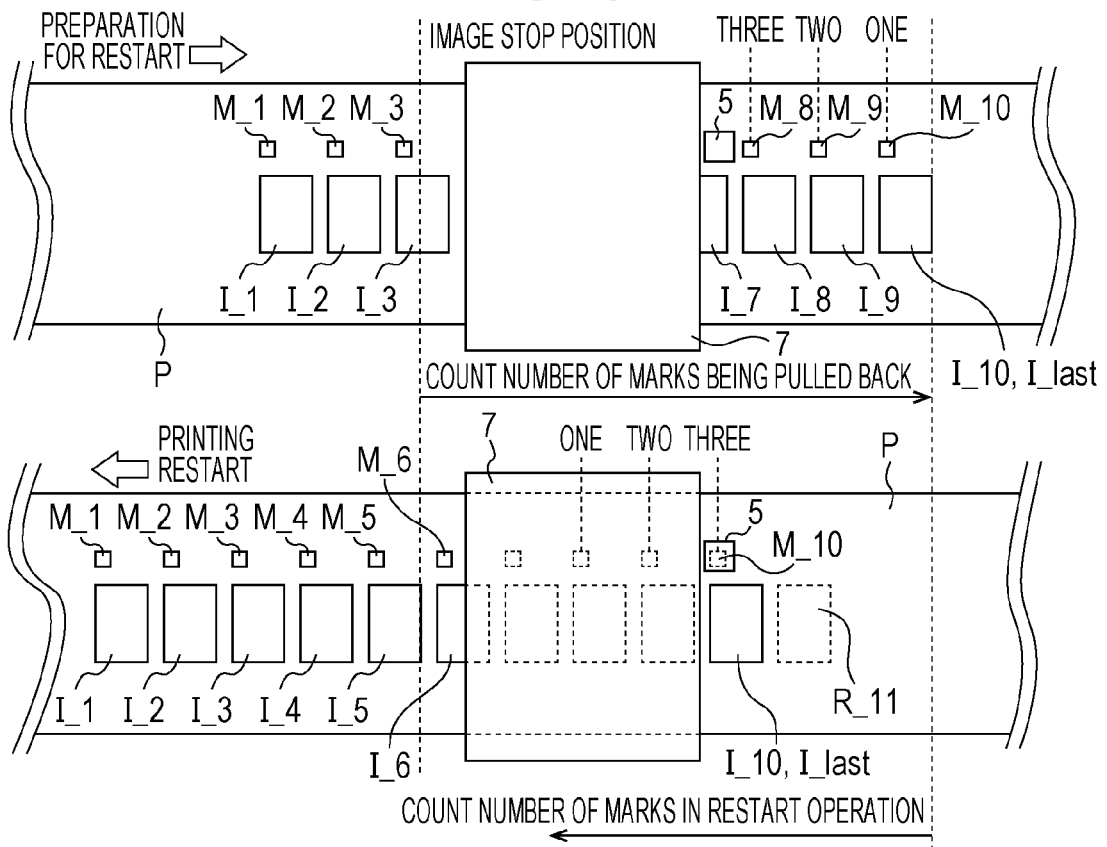 PREPARATION
FOR RESTART
IMAGE STOP POSITION
THREE TWO ONE
M_1 M_2 M_3
5
M_8 M_9 M_10
I_1 I_2 I_3
I_7 I_8 I_9
P
7
I_10, I_last
COUNT NUMBER OF MARKS BEING PULLED BACK
PRINTING
RESTART
M_6
7
ONE TWO THREE
P
M_1 M_2 M_3 M_4 M_5
5
M_10
I_1 I_2 I_3 I_4 I_5
R_11
I_6
I_10, I_last
COUNT NUMBER OF MARKS IN RESTART OPERATION